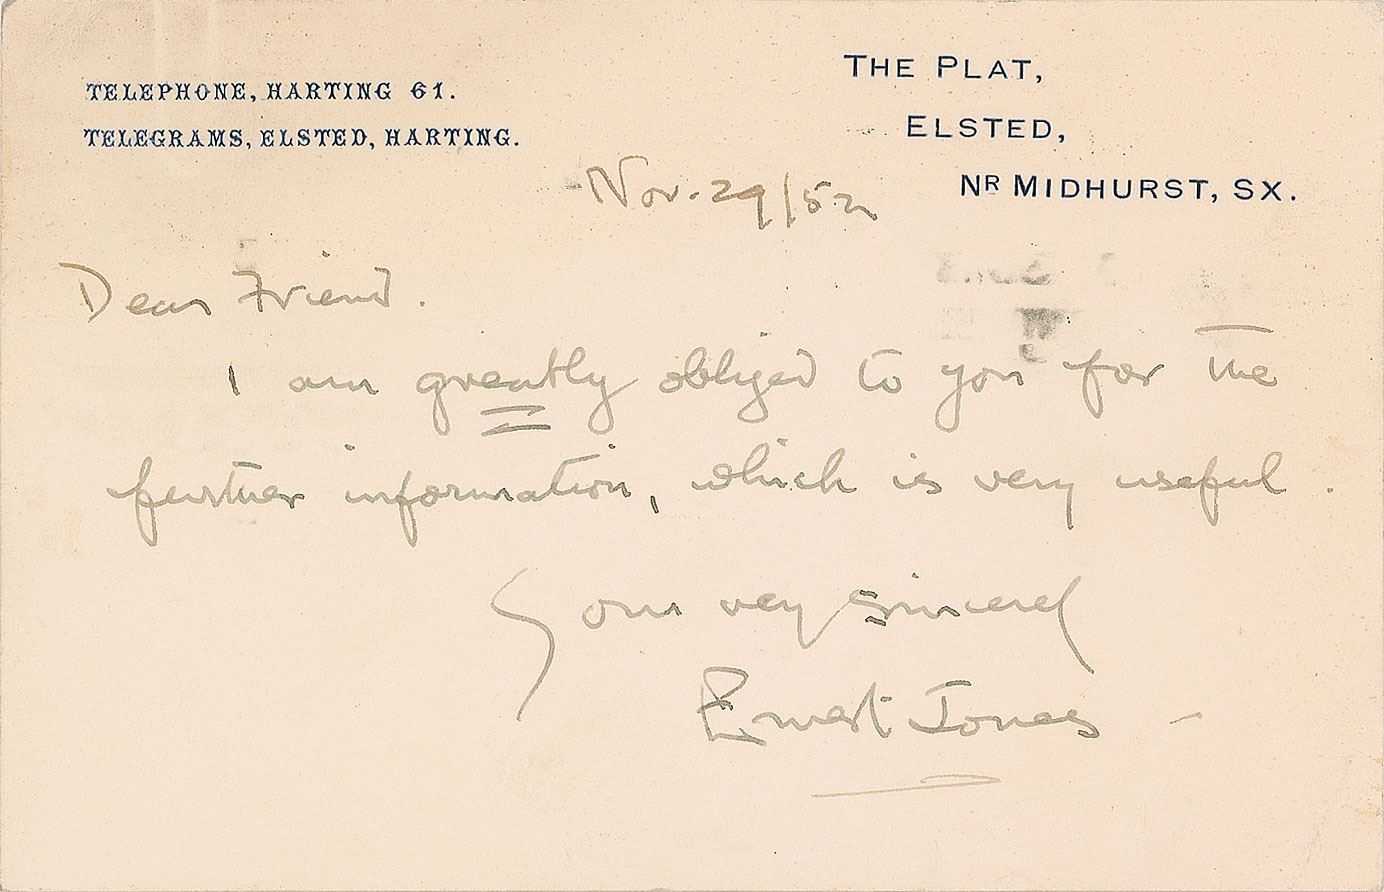 TELEPHONE, HARTING 61.
TELEGRAMS, ELSTED, HARTING.
THE PLAT,
ELSTED,
NR MIDHURST, SX.
Nov. 29/52
Dear Friend.
I am greatly obliged to you for the
further information, which is very useful.
Yours very sincerely
Ernest Jones